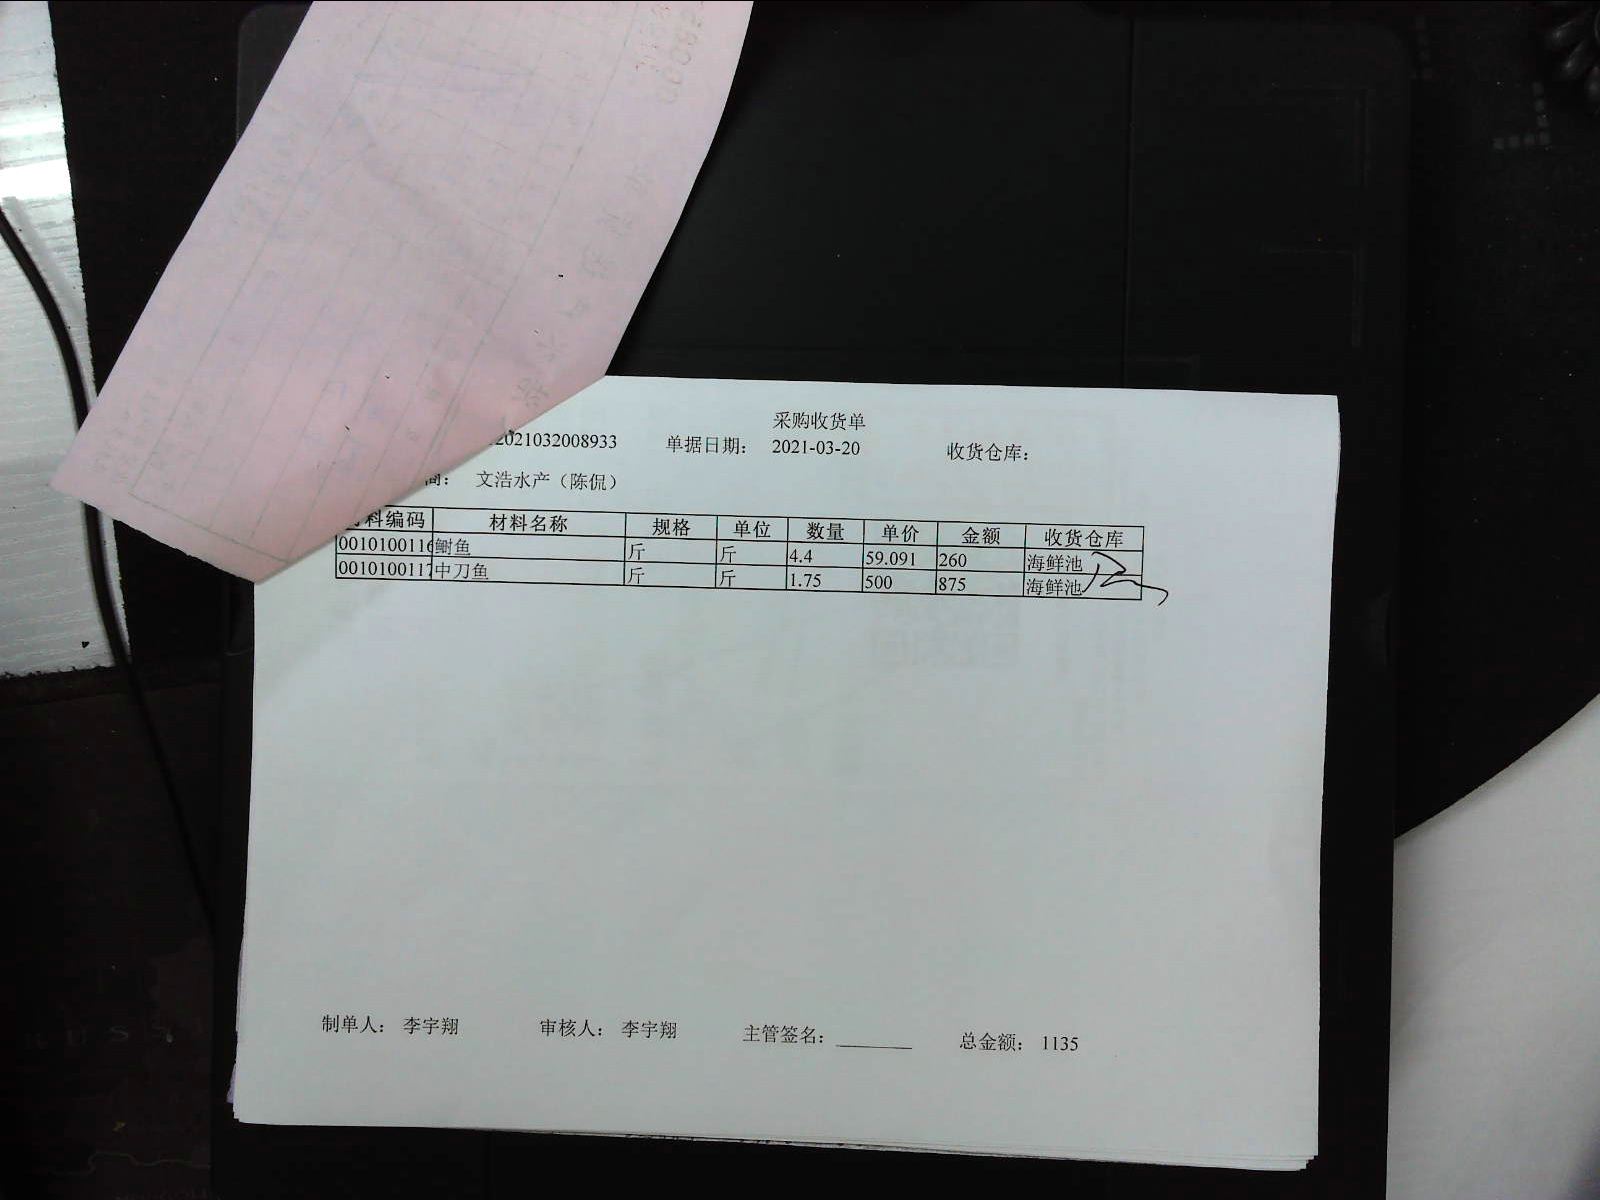 采购收货单
2021032008933 单据日期： 2021-03-20 收货仓库：
商： 文浩水产（陈侃）
料编码 材料名称 规格 单位 数量 单价 金额 收货仓库
0010100116 鲥鱼 斤 斤 4.4 59.091 260 海鲜池
0010100117 中刀鱼 斤 斤 1.75 500 875 海鲜池
制单人： 李宇翔 审核人： 李宇翔 主管签名： 总金额： 1135